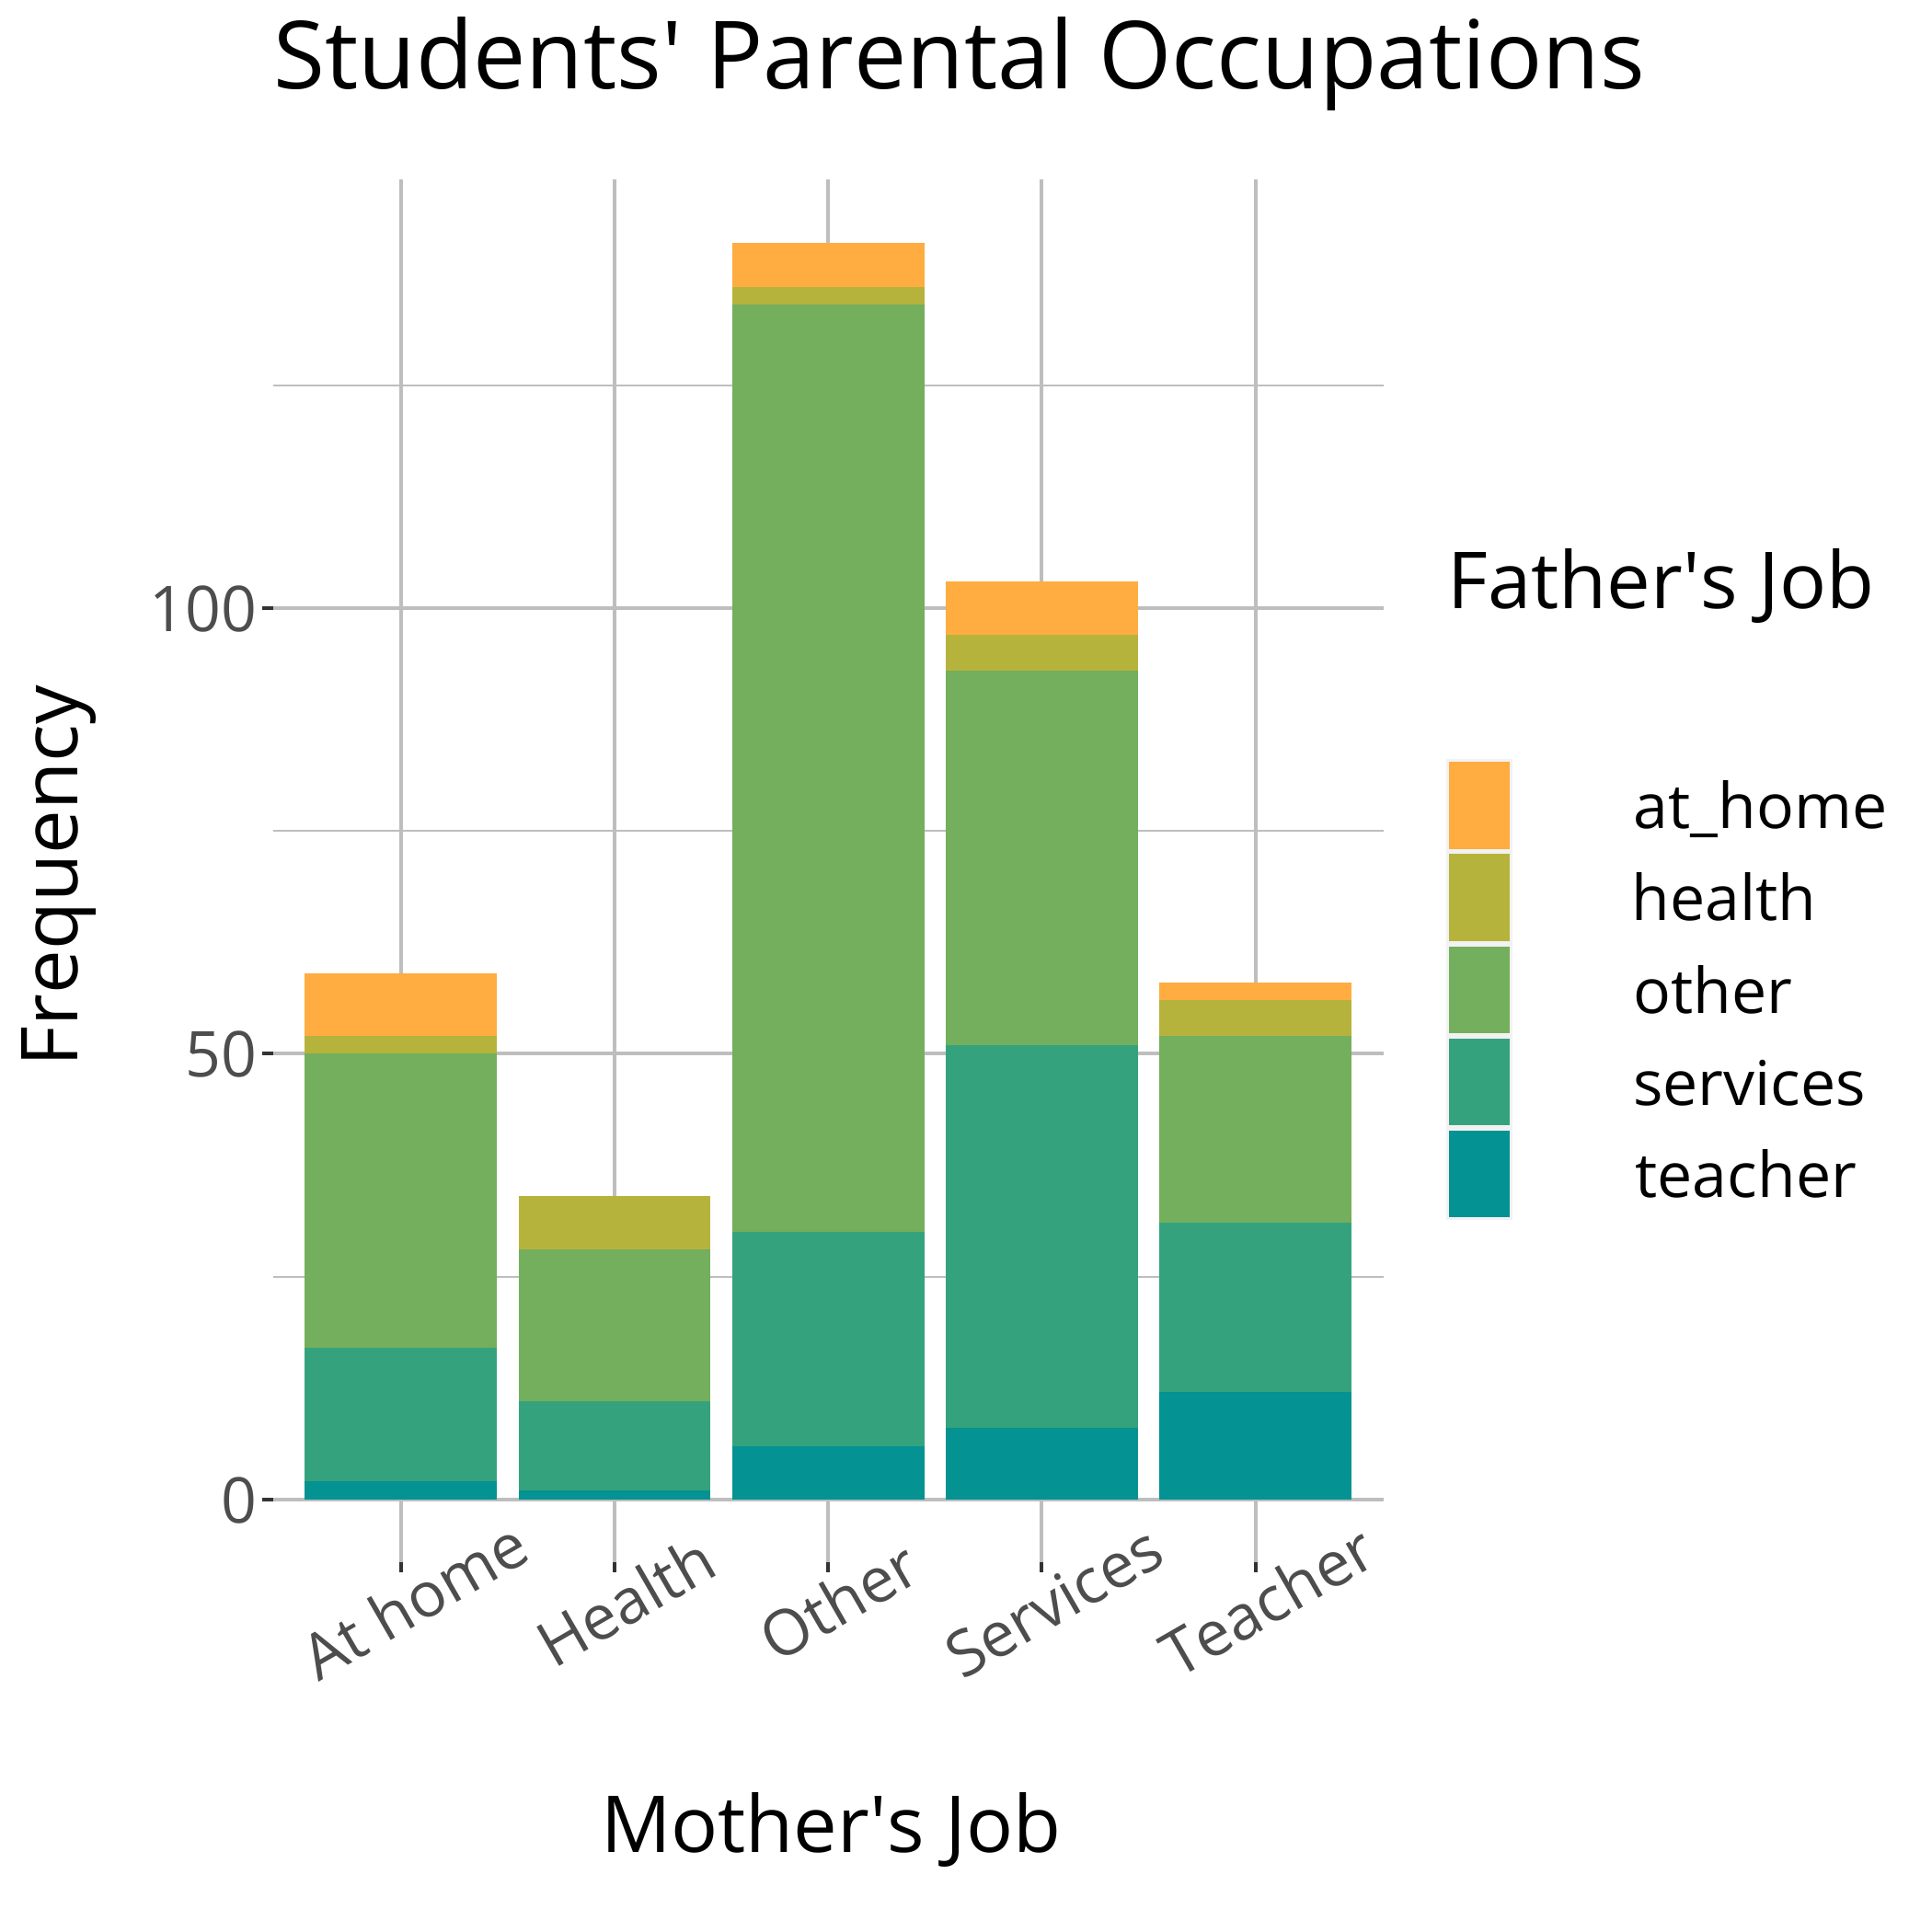 Students' Parental Occupations
Frequency
100
50
0
At home
Health
Other
Services
Teacher
Mother's Job
Father's Job
at_home
health
other
services
teacher